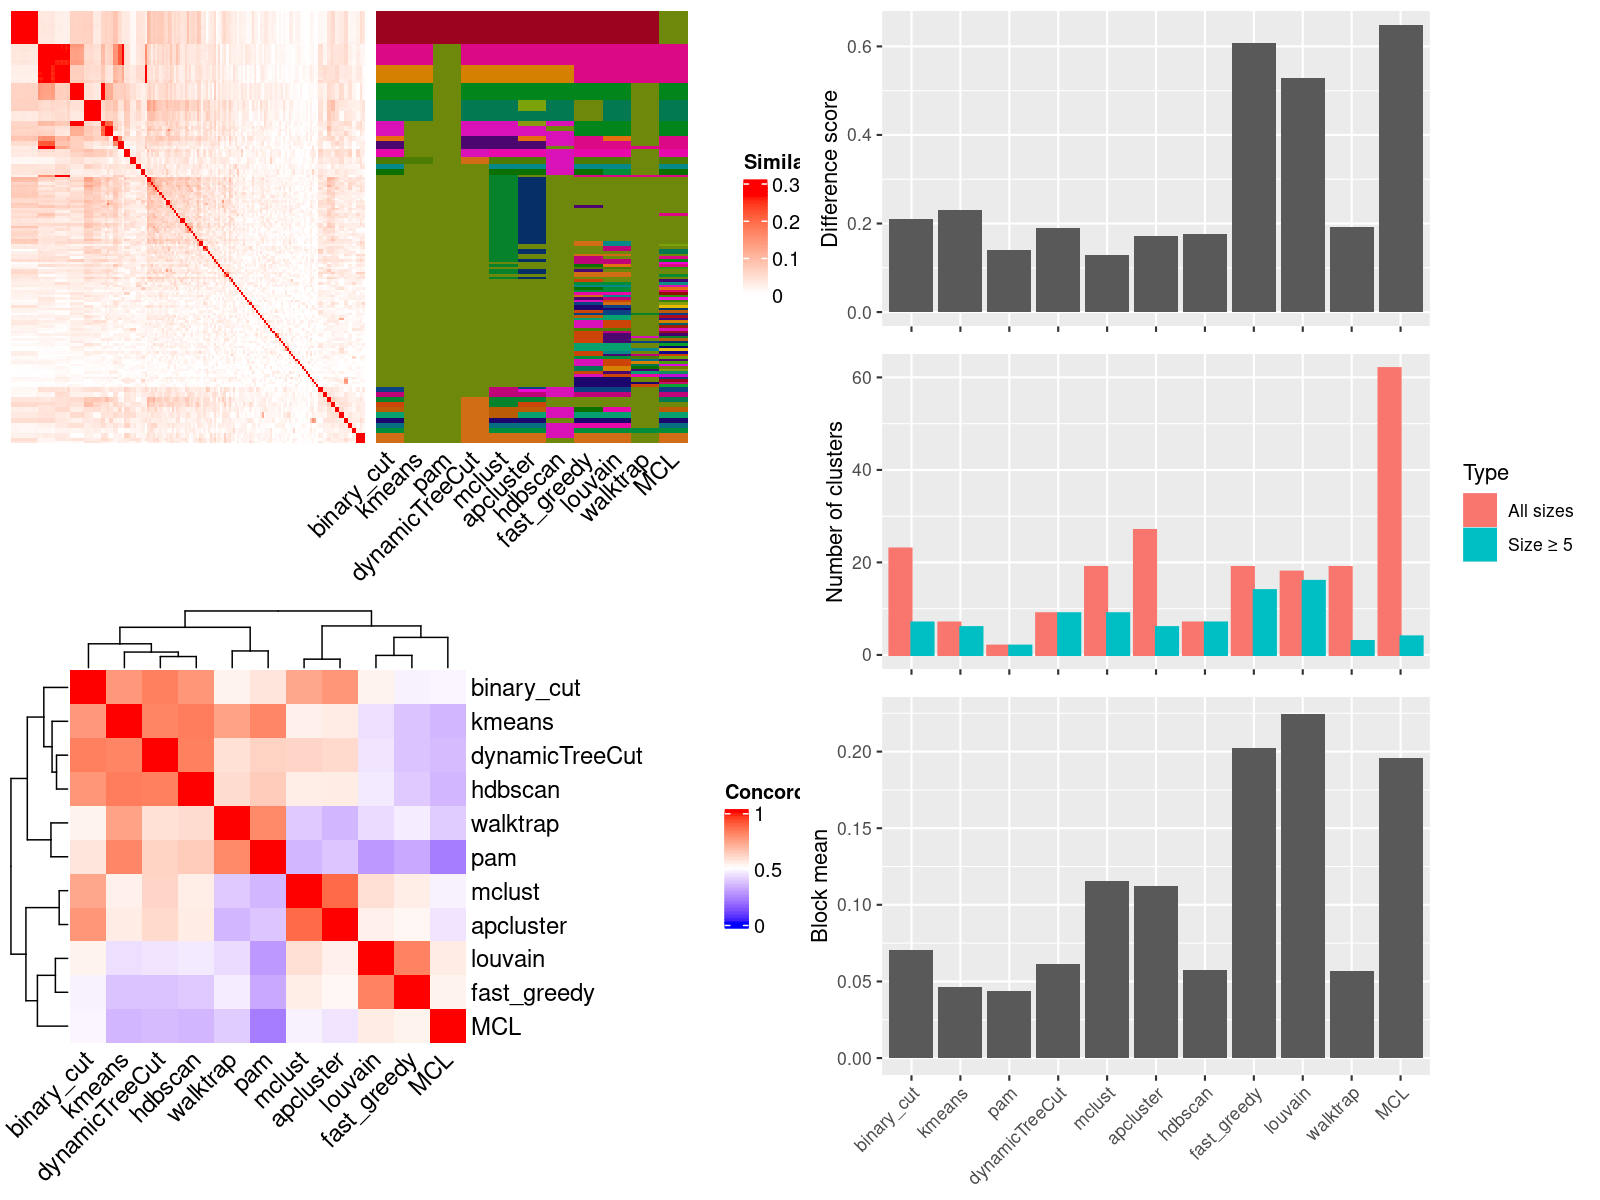 Simila
0.3
0.2
0.1
0
binary_cut
kmeans
pam
dynamicTreeCut
mclust
apcluster
hdbscan
fast_greedy
louvain
walktrap
MCL
Difference score
0.6
0.4
0.2
0.0
Number of clusters
60
40
20
0
Type
All sizes
Size ≥ 5
binary_cut
kmeans
dynamicTreeCut
hdbscan
walktrap
pam
mclust
apcluster
louvain
fast_greedy
MCL
Concord
1
0.5
0
binary_cut
kmeans
dynamicTreeCut
hdbscan
walktrap
pam
mclust
apcluster
louvain
fast_greedy
MCL
Block mean
0.20
0.15
0.10
0.05
0.00
binary_cut
kmeans
pam
dynamicTreeCut
mclust
apcluster
hdbscan
fast_greedy
louvain
walktrap
MCL